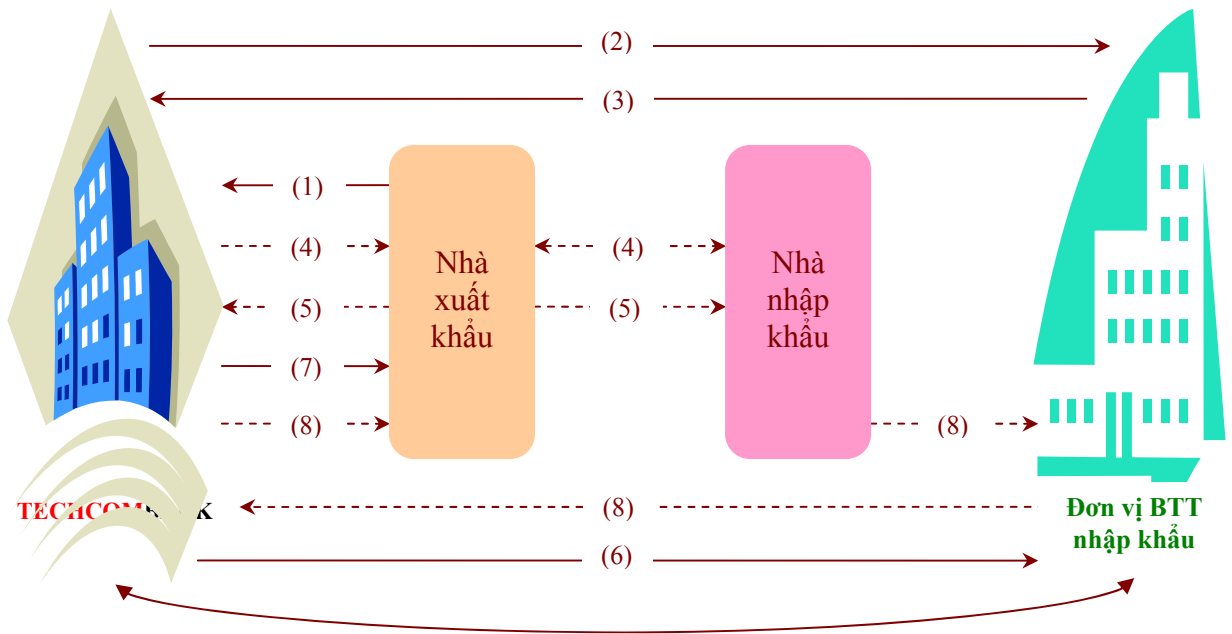 (2)
(3)
(1)
(4)
(4)
(5)
(5)
(7)
(8)
(8)
Nhà
xuất
khẩu
Nhà
nhập
khẩu
TECHCOM
(8)
Đơn vị BTT
nhập khẩu
(6)